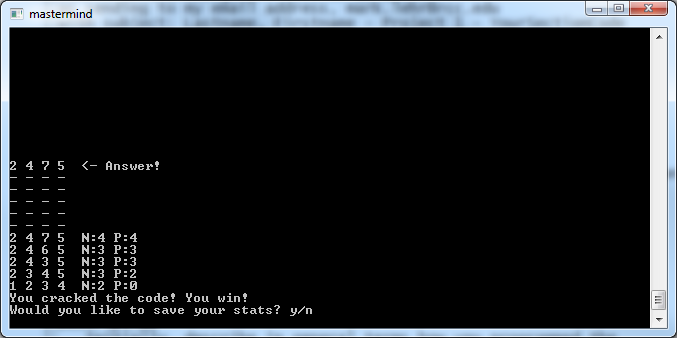 mastermind
2 4 7 5 <- Answer!
- - - -
- - - -
- - - -
- - - -
- - - -
2 4 7 5 N:4 P:4
2 4 6 5 N:3 P:3
2 4 3 5 N:3 P:3
2 3 4 5 N:3 P:2
1 2 3 4 N:2 P:0
You cracked the code! You win!
Would you like to save your stats? y/n